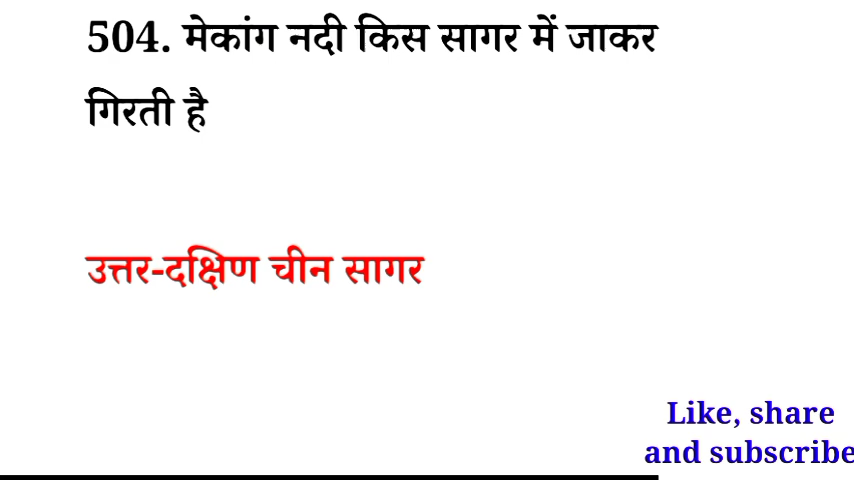 504. मेकांग नदी किस सागर में जाकर
गिरती है
उत्तर-दक्षिण चीन सागर
Like, share
and subscribe